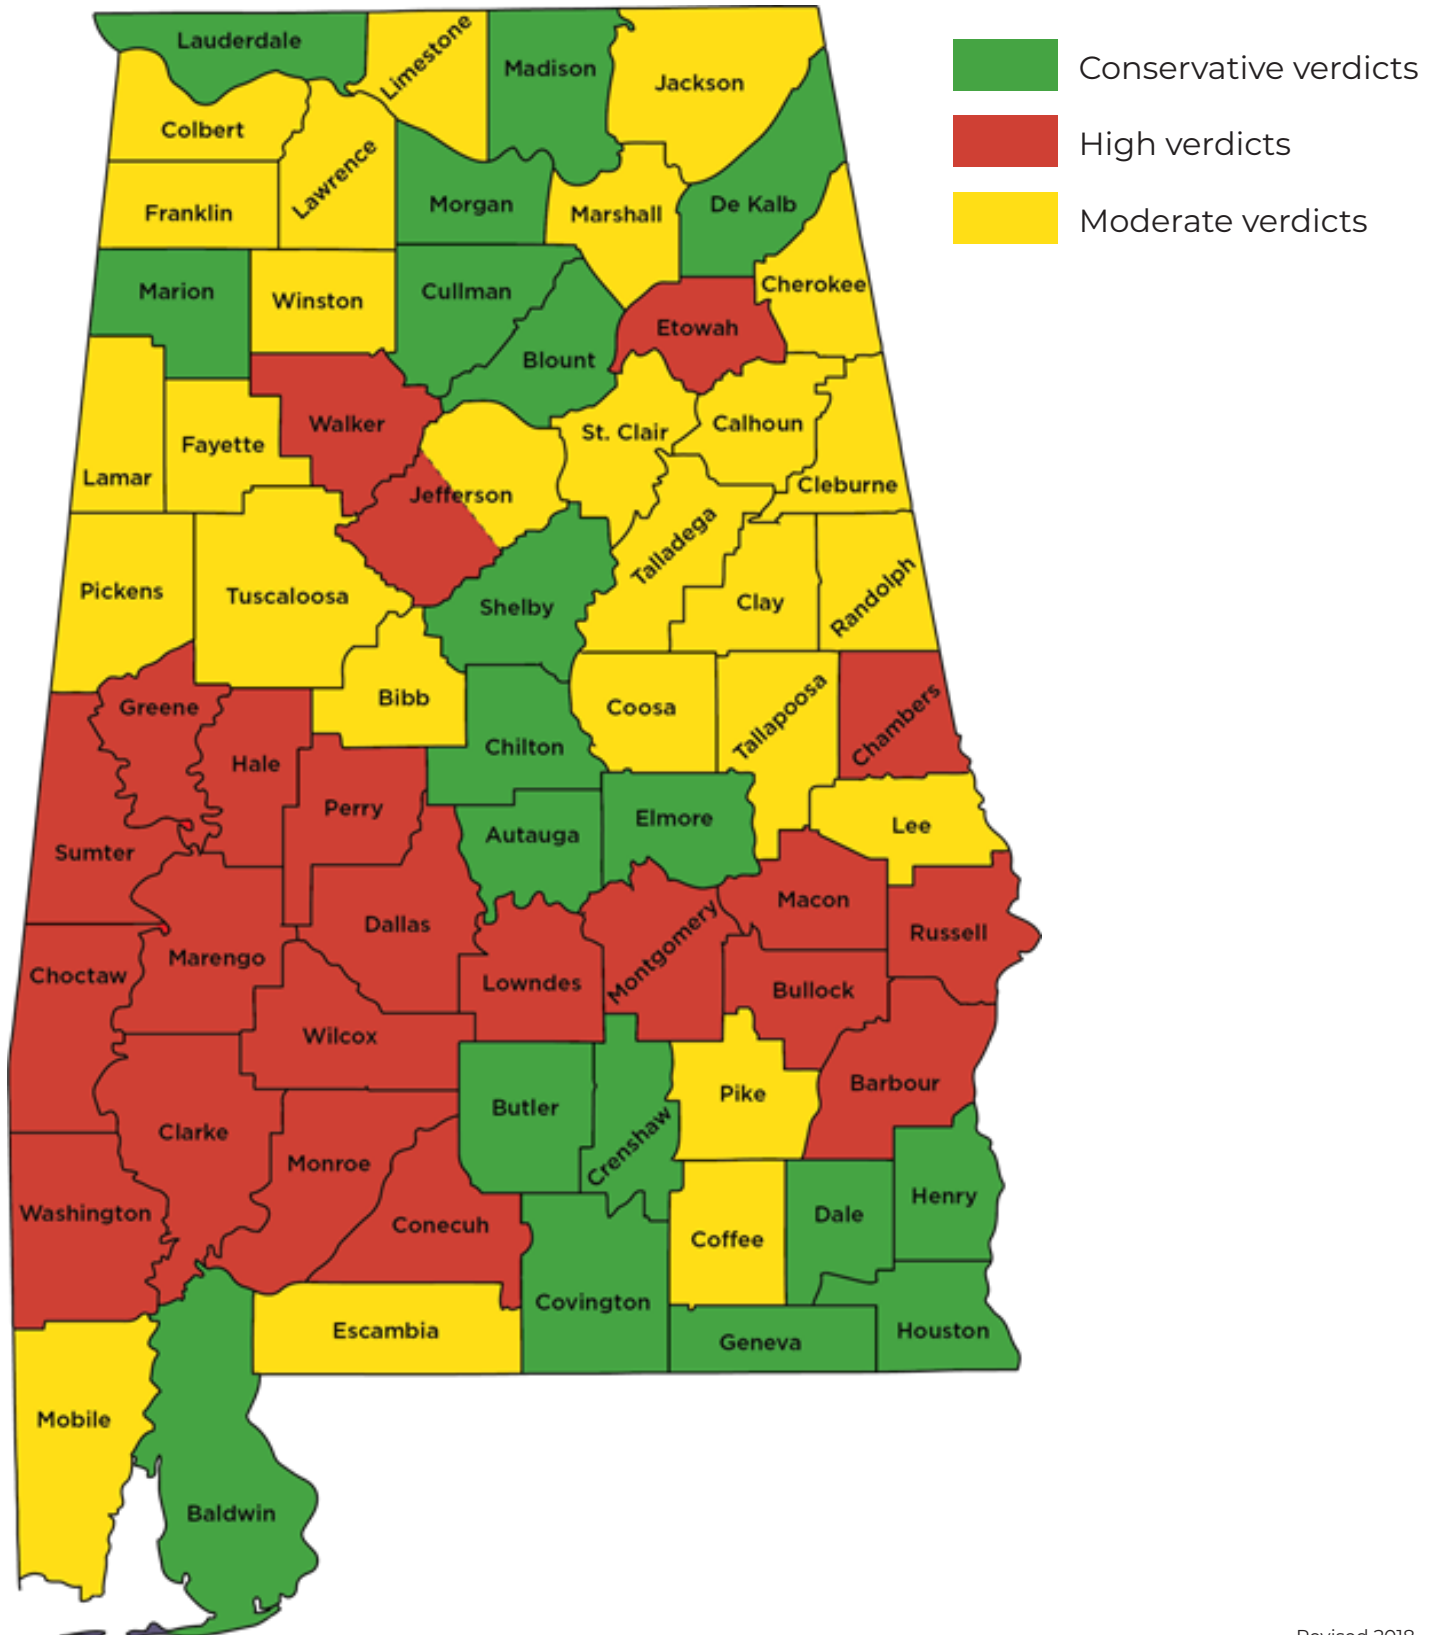 Lauderdale
Limestone
Madison
Jackson
Conservative verdicts
High verdicts
Moderate verdicts
Colbert
Lawrence
Franklin
Morgan
Marshall
De Kalb
Marion
Winston
Cullman
Cherokee
Etowah
Blount
Walker
Fayette
Lamar
St. Clair
Calhoun
Cleburne
Jefferson
Talladega
Pickens
Tuscaloosa
Shelby
Clay
Randolph
Greene
Bibb
Coosa
Tallapoosa
Chambers
Hale
Chilton
Perry
Autauga
Elmore
Lee
Sumter
Dallas
Macon
Russell
Choctaw
Marengo
Lowndes
Montgomery
Bullock
Wilcox
Clarke
Butler
Crenshaw
Pike
Barbour
Monroe
Washington
Conecuh
Coffee
Dale
Henry
Escambia
Covington
Geneva
Houston
Mobile
Baldwin
Revised 2018